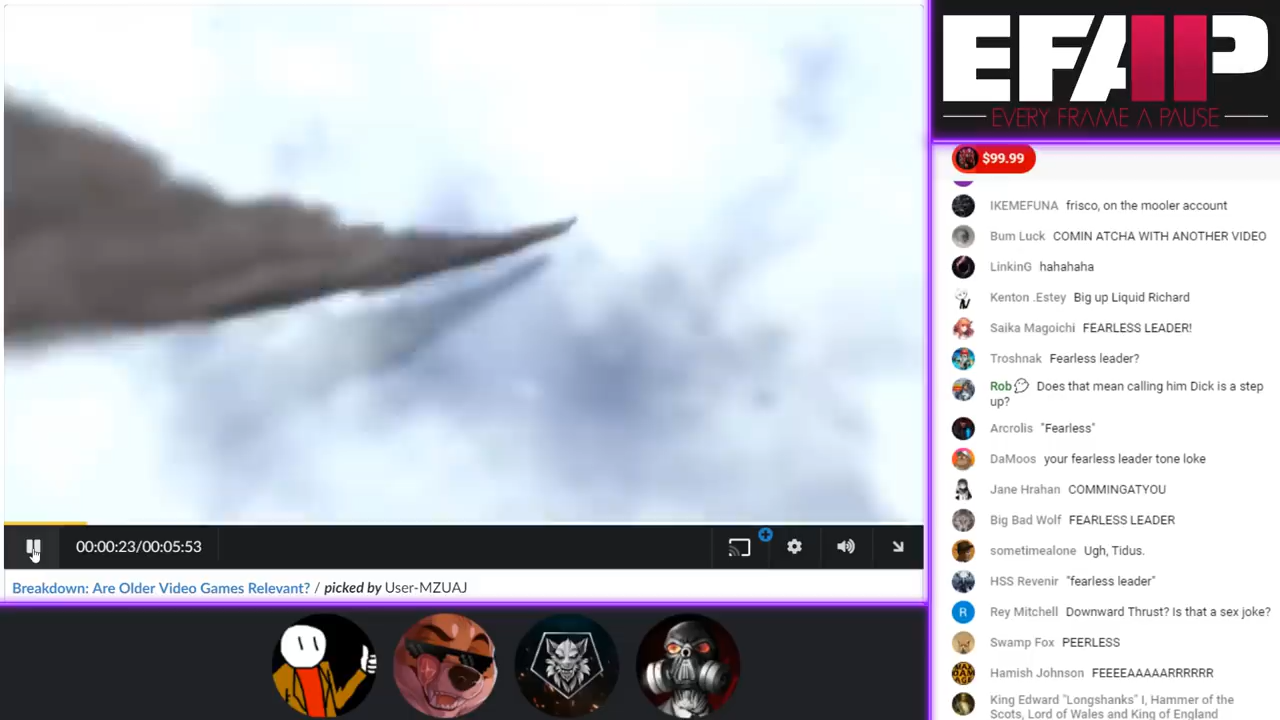 EFAP
EVERY FRAME A PAUSE
$99.99
IKEMEFUNA frisco, on the mooler account
Bum Luck COMIN ATCHA WITH ANOTHER VIDEO
LinkinG hahahaha
Kenton .Estey Big up Liquid Richard
Saika Magoichi FEARLESS LEADER!
Troshnak Fearless leader?
Rob Does that mean calling him Dick is a step
up?
Arcrolis "Fearless"
DaMoos your fearless leader tone loke
Jane Hrahan COMMINGATYOU
Big Bad Wolf FEARLESS LEADER
sometimealone Ugh, Tidus.
HSS Revenir "fearless leader"
R
Rey Mitchell Downward Thrust? Is that a sex joke?
Swamp Fox PEERLESS
Hamish Johnson FEEEEAAAAARRRRRR
King Edward "Longshanks" I, Hammer of the
Scots, Lord of Wales and King of England
00:00:23/00:05:53
Breakdown: Are Older Video Games Relevant? / picked by User-MZUAJ